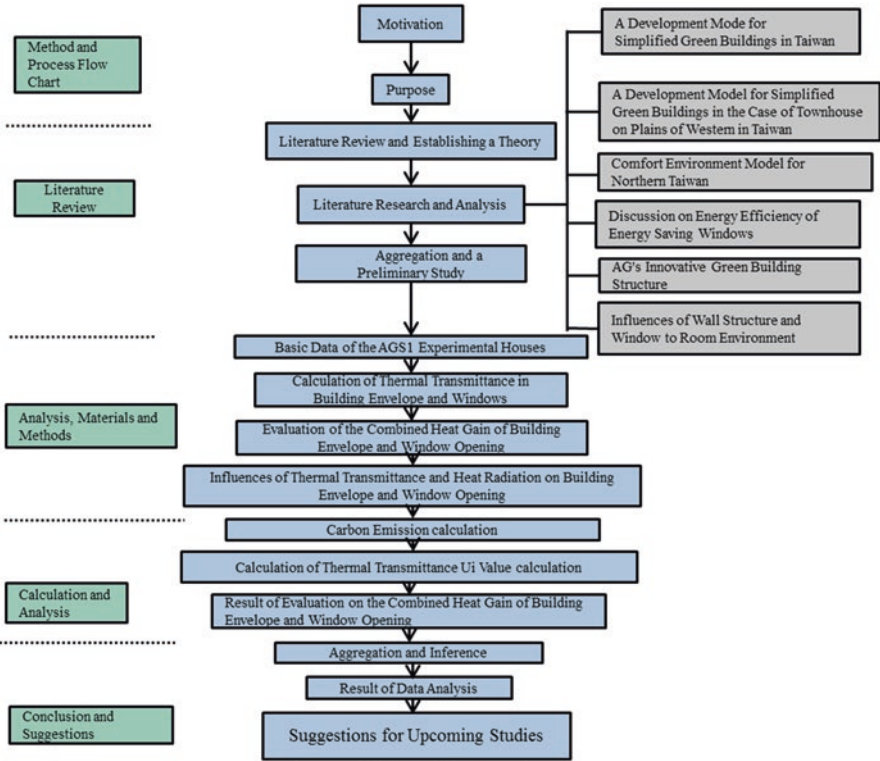 Method and
Process Flow
Chart
Literature
Review
Analysis, Materials and
Methods
Calculation and
Analysis
Conclusion and
Suggestions
Motivation
Purpose
Literature Review and Establishing a Theory
Literature Research and Analysis
Aggregation and a
Preliminary Study
Basic Data of the AGS1 Experimental Houses
Calculation of Thermal Transmittance in
Building Envelope and Windows
Evaluation of the Combined Heat Gain of Building
Envelope and Window Opening
Influences of Thermal Transmittance and Heat Radiation on Building
Envelope and Window Opening
Carbon Emission calculation
Calculation of Thermal Transmittance Ui Value calculation
Result of Evaluation on the Combined Heat Gain of Building
Envelope and Window Opening
Aggregation and Inference
Result of Data Analysis
Suggestions for Upcoming Studies
A Development Mode for
Simplified Green Buildings in Taiwan
A Development Model for Simplified
Green Buildings in the Case of Townhouse
on Plains of Western in Taiwan
Comfort Environment Model for
Northern Taiwan
Discussion on Energy Efficiency of
Energy Saving Windows
AG's Innovative Green Building
Structure
Influences of Wall Structure and
Window to Room Environment